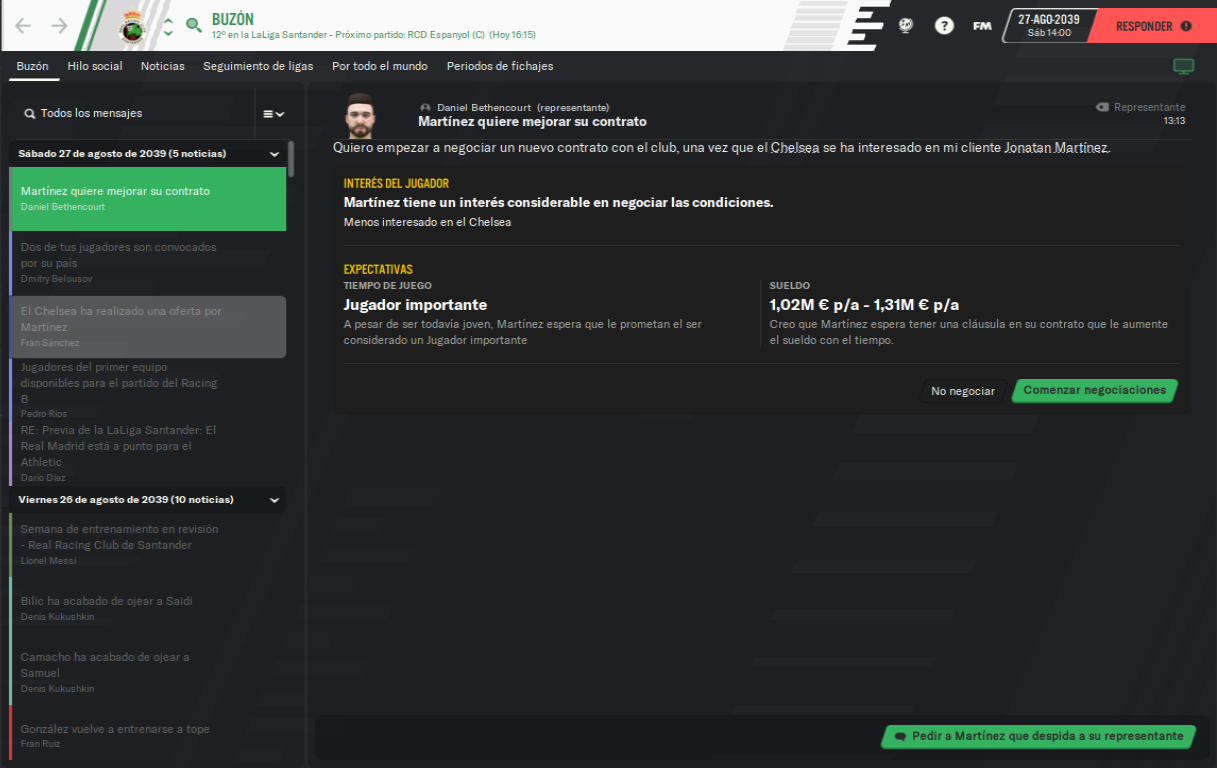 BUZÓN
12º en la LaLiga Santander - Próximo partido: RCD Espanyol (C) (Hoy 16:15)
?
FM
27-AGO-2039
Sáb 14:00
RESPONDER
Buzón
Hilo social
Noticias
Seguimiento de ligas
Por todo el mundo
Periodos de fichajes
Todos los mensajes
Sábado 27 de agosto de 2039 (5 noticias)
Martínez quiere mejorar su contrato
Daniel Bethencourt
Dos de tus jugadores son convocados
por su país
Dmitry Belousov
El Chelsea ha realizado una oferta por
Martínez
Fran Sánchez
Jugadores del primer equipo
disponibles para el partido del Racing
B
Pedro Ríos
RE: Previa de la LaLiga Santander: El
Real Madrid está a punto para el
Athletic
Darío Díaz
Viernes 26 de agosto de 2039 (10 noticias)
Semana de entrenamiento en revisión
- Real Racing Club de Santander
Lionel Messi
Bilic ha acabado de ojear a Saidi
Denis Kukushkin
Camacho ha acabado de ojear a
Samuel
Denis Kukushkin
González vuelve a entrenarse a tope
Fran Ruiz
Daniel Bethencourt (representante)
Martínez quiere mejorar su contrato
Representante
13:13
Quiero empezar a negociar un nuevo contrato con el club, una vez que el Chelsea se ha interesado en mi cliente Jonatan Martínez.
INTERÉS DEL JUGADOR
Martínez tiene un interés considerable en negociar las condiciones.
Menos interesado en el Chelsea
EXPECTATIVAS
TIEMPO DE JUEGO
Jugador importante
A pesar de ser todavía joven, Martínez espera que le prometan el ser
considerado un Jugador importante
SUELDO
1,02M € p/a - 1,31M € p/a
Creo que Martínez espera tener una cláusula en su contrato que le aumente
el sueldo con el tiempo.
No negociar
Comenzar negociaciones
Pedir a Martínez que despida a su representante